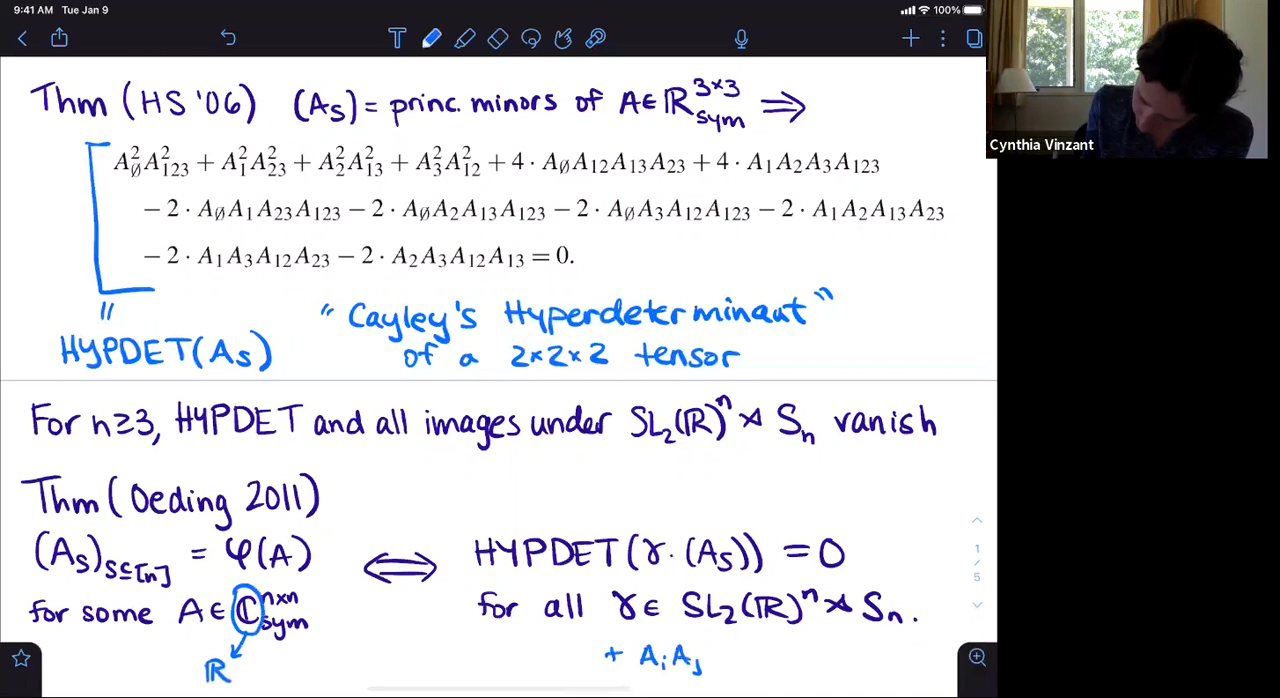 9:41 AM Tue Jan 9
100%
Thm (HS '06) (A_S) = princ. minors of A ∈ ℝ^{3×3}_{sym} ⟹
A_∅^2 A_{123}^2 + A_1^2 A_{23}^2 + A_2^2 A_{13}^2 + A_3^2 A_{12}^2 + 4 · A_∅ A_{12} A_{13} A_{23} + 4 · A_1 A_2 A_3 A_{123}
− 2 · A_∅ A_1 A_{23} A_{123} − 2 · A_∅ A_2 A_{13} A_{123} − 2 · A_∅ A_3 A_{12} A_{123} − 2 · A_1 A_2 A_{13} A_{23}
− 2 · A_1 A_3 A_{12} A_{23} − 2 · A_2 A_3 A_{12} A_{13} = 0.
"Cayley's Hyperdeterminant"
HYPDET(A_S) of a 2×2×2 tensor
For n≥3, HYPDET and all images under SL_2(ℝ)^n ⋊ S_n vanish
Thm (Oeding 2011)
(A_S)_{S⊆[n]} = φ(A) ⟺ HYPDET(γ·(A_S)) = 0
for some A ∈ ℂ^{n×n}_{sym} for all γ ∈ SL_2(ℝ)^n ⋊ S_n.
ℝ + A_i A_j
Cynthia Vinzant
1
/
5